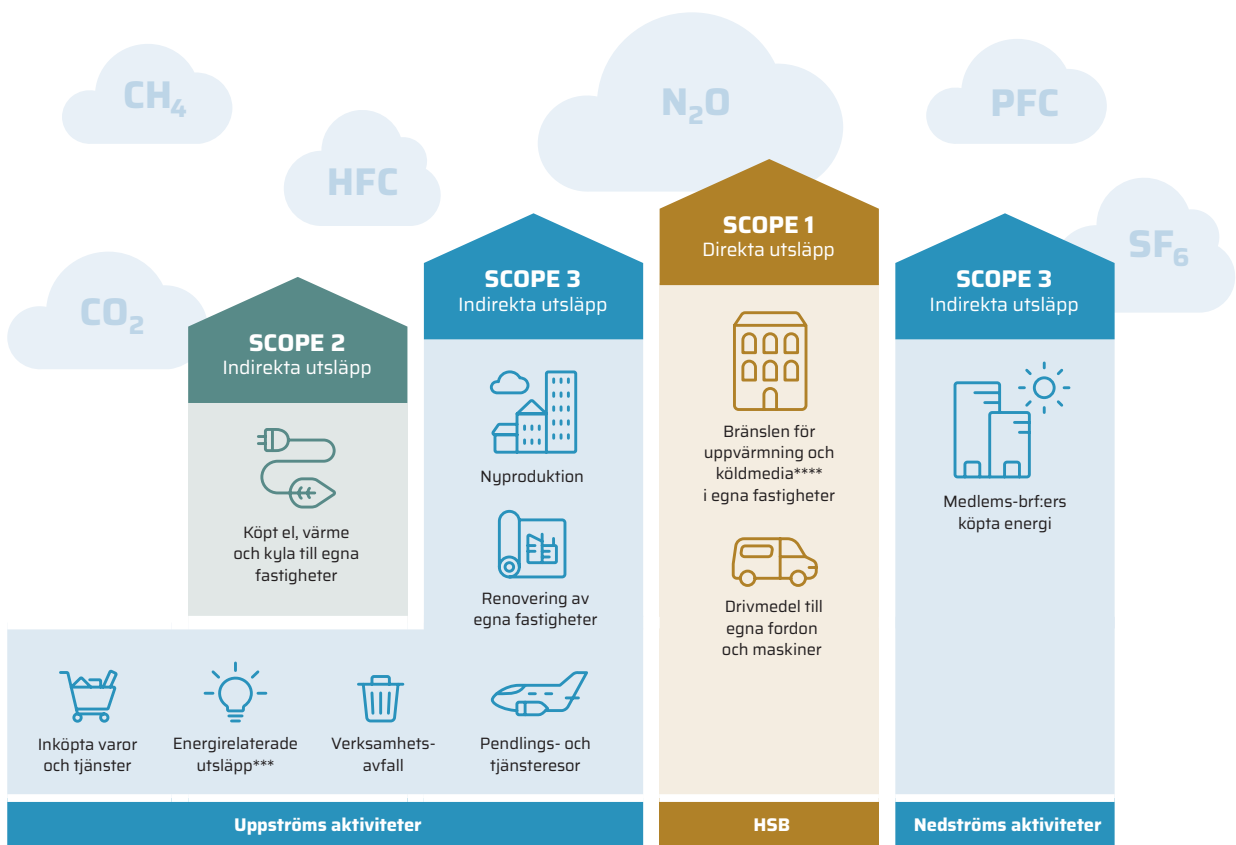 CH₄
HFC
N₂O
PFC
SF₆
CO₂
SCOPE 2
Indirekta utsläpp
Köpt el, värme
och kyla till egna
fastigheter
SCOPE 3
Indirekta utsläpp
Nyproduktion
Renovering av
egna fastigheter
Inköpta varor
och tjänster
Energirelaterade
utsläpp***
Verksamhets-
avfall
Pendlings- och
tjänsteresor
Uppströms aktiviteter
SCOPE 1
Direkta utsläpp
Bränslen för
uppvärmning och
köldmedia****
i egna fastigheter
Drivmedel till
egna fordon
och maskiner
HSB
SCOPE 3
Indirekta utsläpp
Medlems-brf:ers
köpta energi
Nedströms aktiviteter